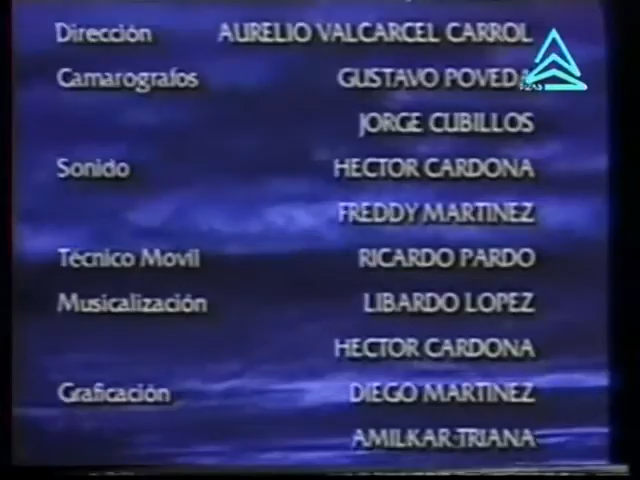 Dirección AURELIO VALCARCEL CARROL
Camarografos GUSTAVO POVEDA
JORGE CUBILLOS
Sonido HECTOR CARDONA
FREDDY MARTINEZ
Técnico Movil RICARDO PARDO
Musicalización LIBARDO LOPEZ
HECTOR CARDONA
Graficación DIEGO MARTINEZ
AMILKAR TRIANA